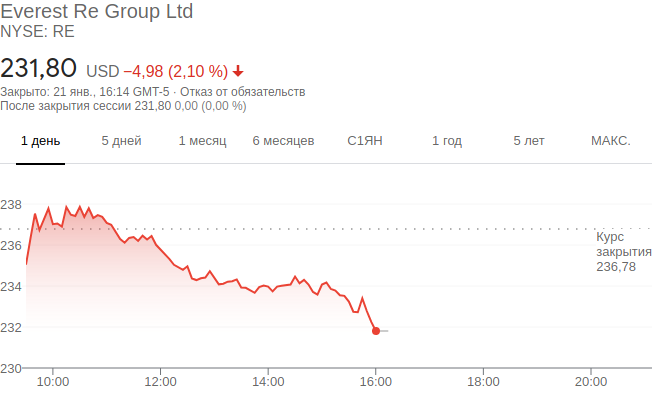 Everest Re Group Ltd
NYSE: RE
231,80 USD −4,98 (2,10 %)
Закрыто: 21 янв., 16:14 GMT-5 · Отказ от обязательств
После закрытия сессии 231,80 0,00 (0,00 %)
1 день 5 дней 1 месяц 6 месяцев С1ЯН 1 год 5 лет МАКС.
238
236
234
232
230
Курс
закрытия
236,78
10:00 12:00 14:00 16:00 18:00 20:00